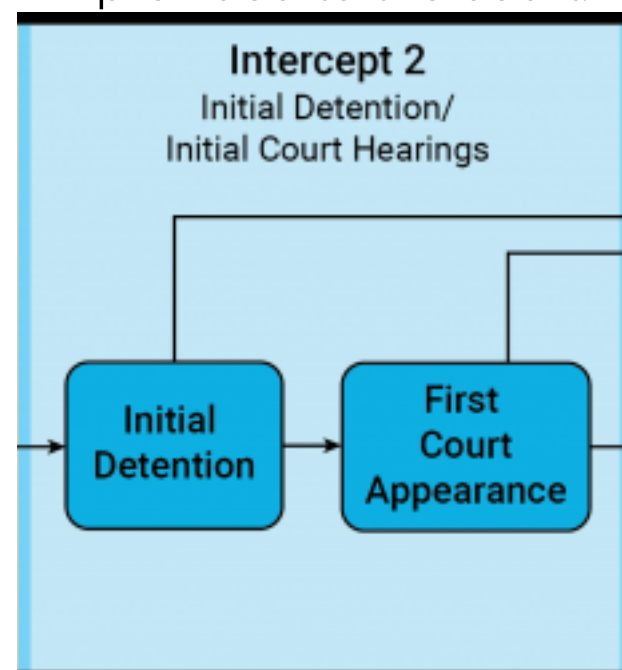 Intercept 2
Initial Detention/
Initial Court Hearings
Initial
Detention
First
Court
Appearance